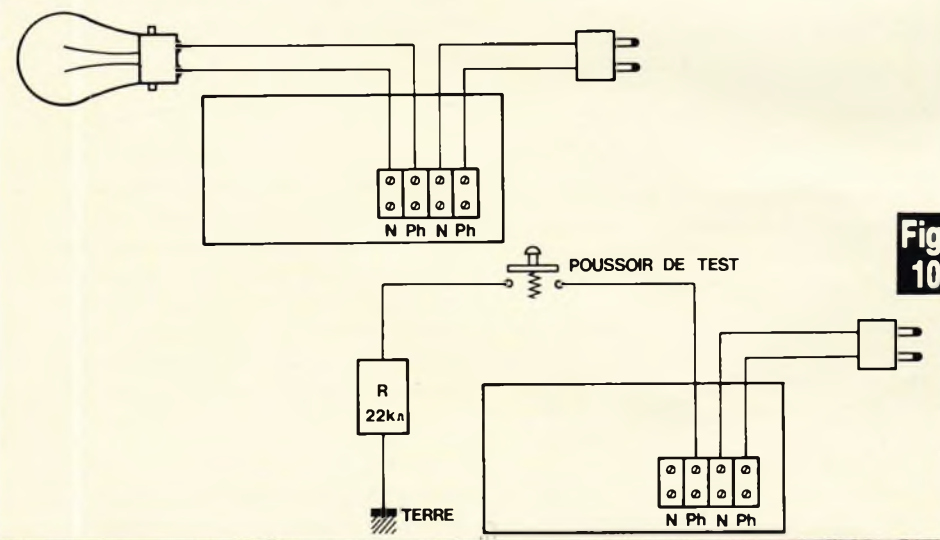 N Ph N Ph
POUSSOIR DE TEST
Fig
10
R
22kΩ
TERRE
N Ph N Ph